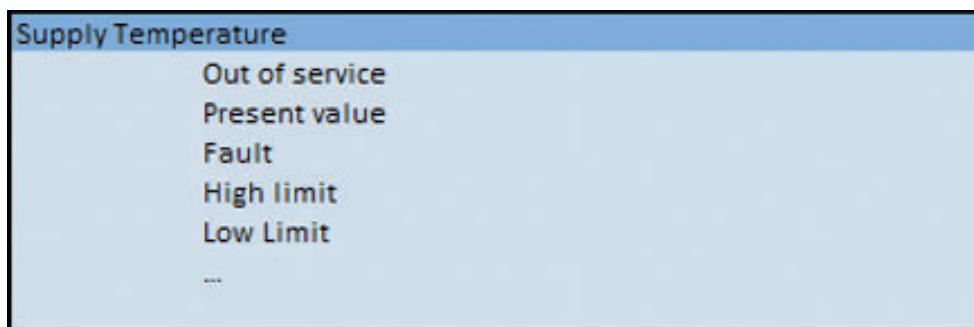 Supply Temperature
Out of service
Present value
Fault
High limit
Low Limit
...